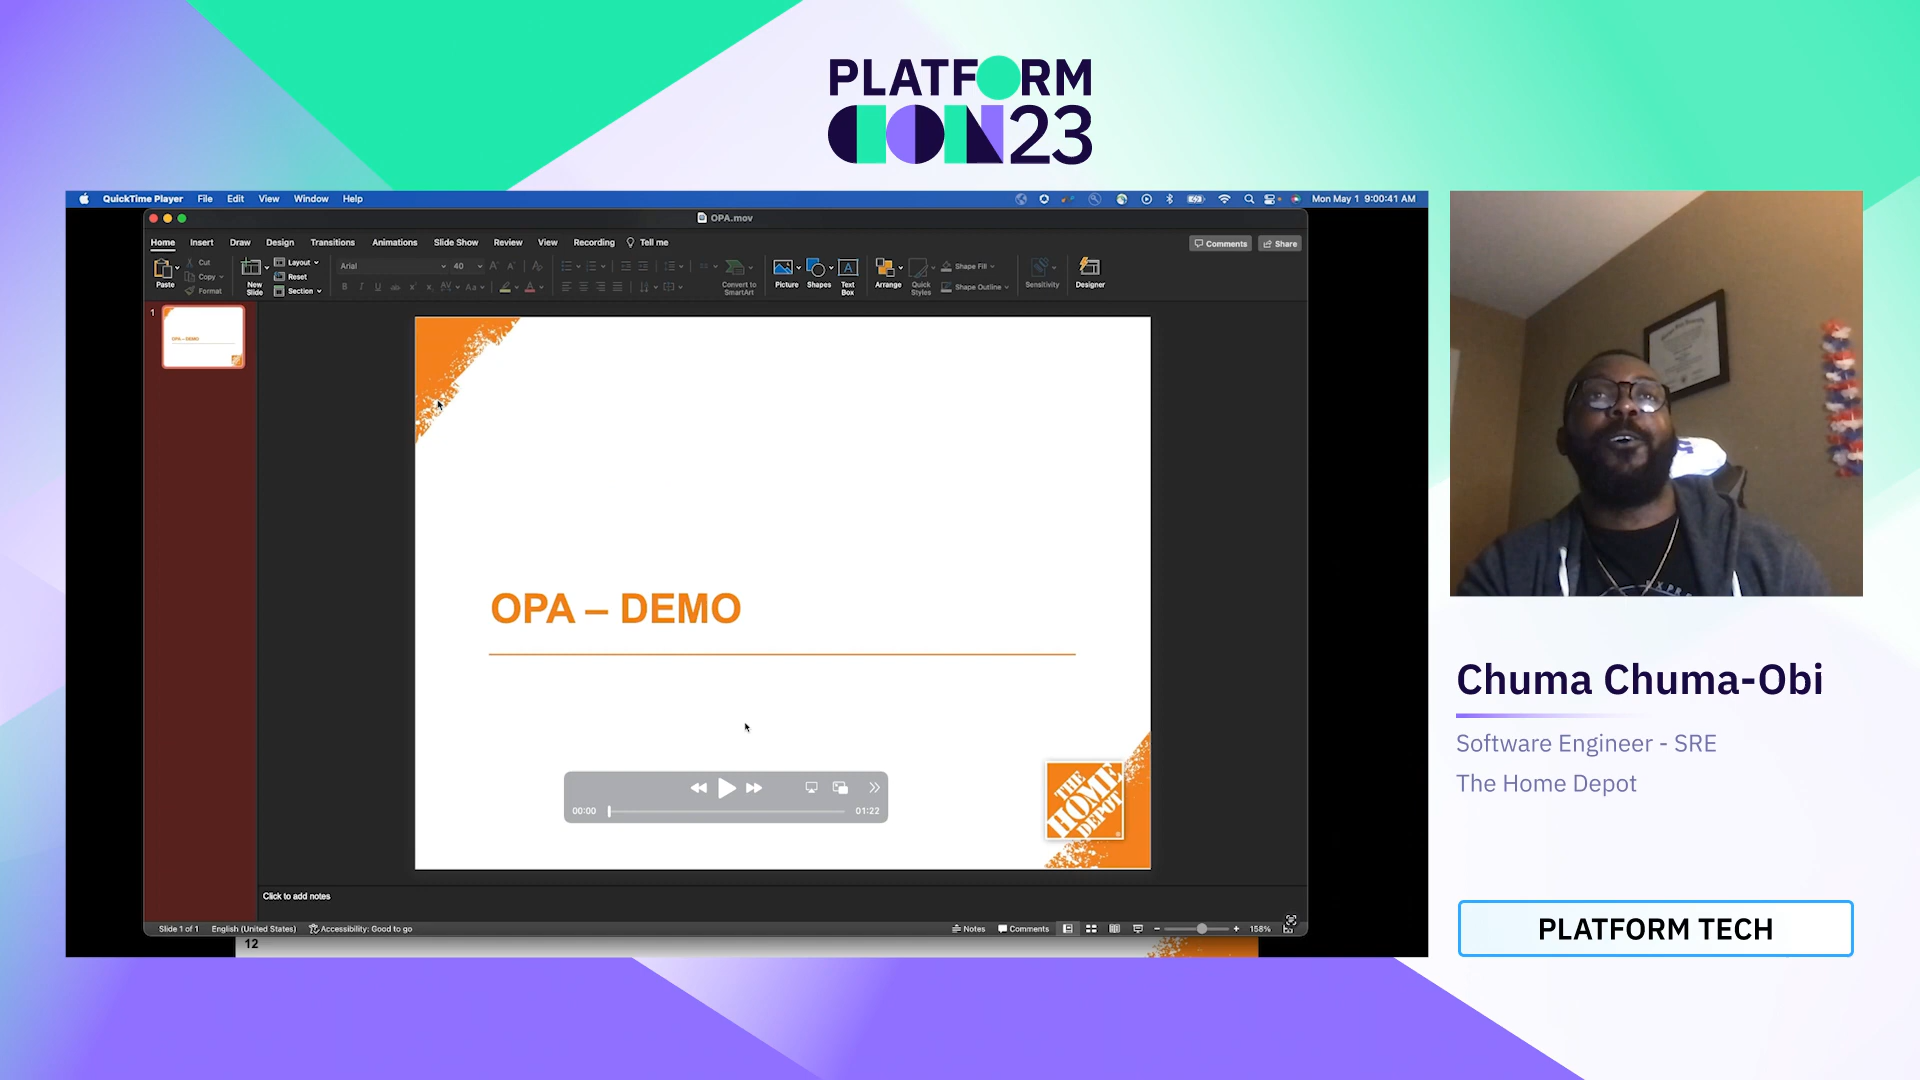 PLATFORM
CON23
QuickTime Player File Edit View Window Help
Mon May 1 9:00:41 AM
OPA.mov
Home Insert Draw Design Transitions Animations Slide Show Review View Recording Tell me
Comments Share
Paste
Cut
Copy
Format
New
Slide
Layout
Reset
Section
Arial
40
Convert to
SmartArt
Picture
Shapes
Text
Box
Arrange
Quick
Styles
Shape Fill
Shape Outline
Sensitivity
Designer
1
OPA – DEMO
OPA – DEMO
00:00
01:22
THE
HOME
DEPOT
Click to add notes
Slide 1 of 1 English (United States) Accessibility: Good to go
Notes Comments
158%
12
Chuma Chuma-Obi
Software Engineer - SRE
The Home Depot
PLATFORM TECH